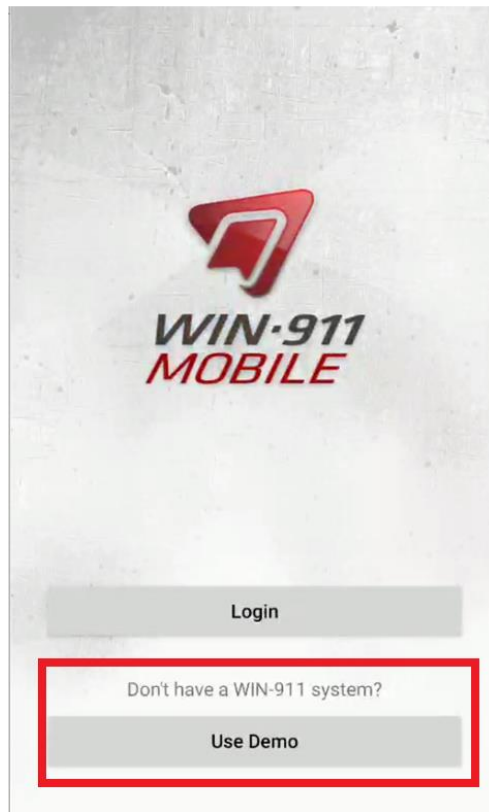 WIN·911
MOBILE
Login
Don't have a WIN-911 system?
Use Demo